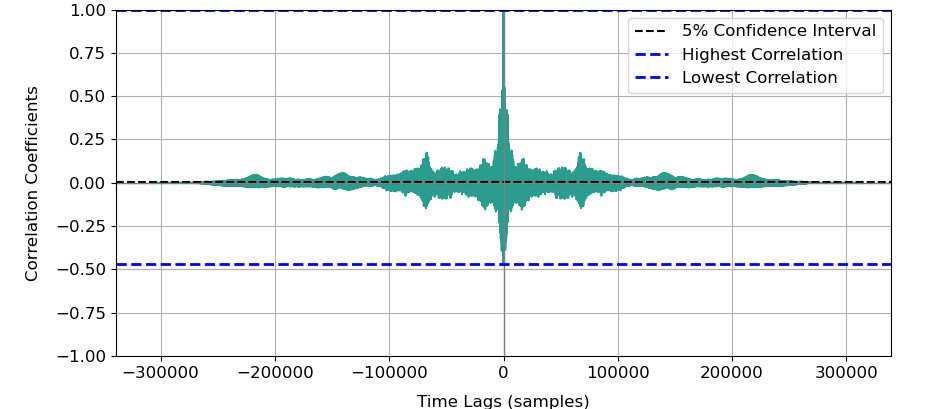 1.00
0.75
0.50
0.25
0.00
−0.25
−0.50
−0.75
−1.00
Correlation Coefficients
5% Confidence Interval
Highest Correlation
Lowest Correlation
−300000 −200000 −100000 0 100000 200000 300000
Time Lags (samples)